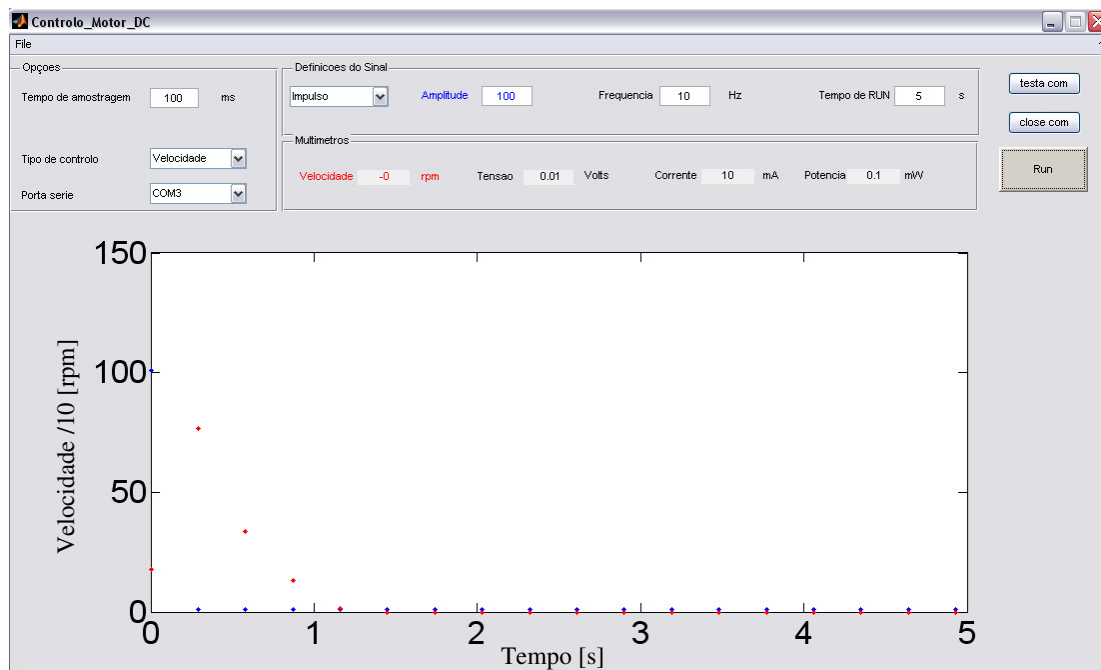 Controlo_Motor_DC
File
Opçoes
Tempo de amostragem 100 ms
Tipo de controlo Velocidade
Porta serie COM3
Definicoes do Sinal
Impulso Amplitude 100 Frequencia 10 Hz Tempo de RUN 5 s
Multimetros
Velocidade -0 rpm Tensao 0.01 Volts Corrente 10 mA Potencia 0.1 mW
testa com
close com
Run
150
100
50
0
Velocidade /10 [rpm]
0 1 2 3 4 5
Tempo [s]